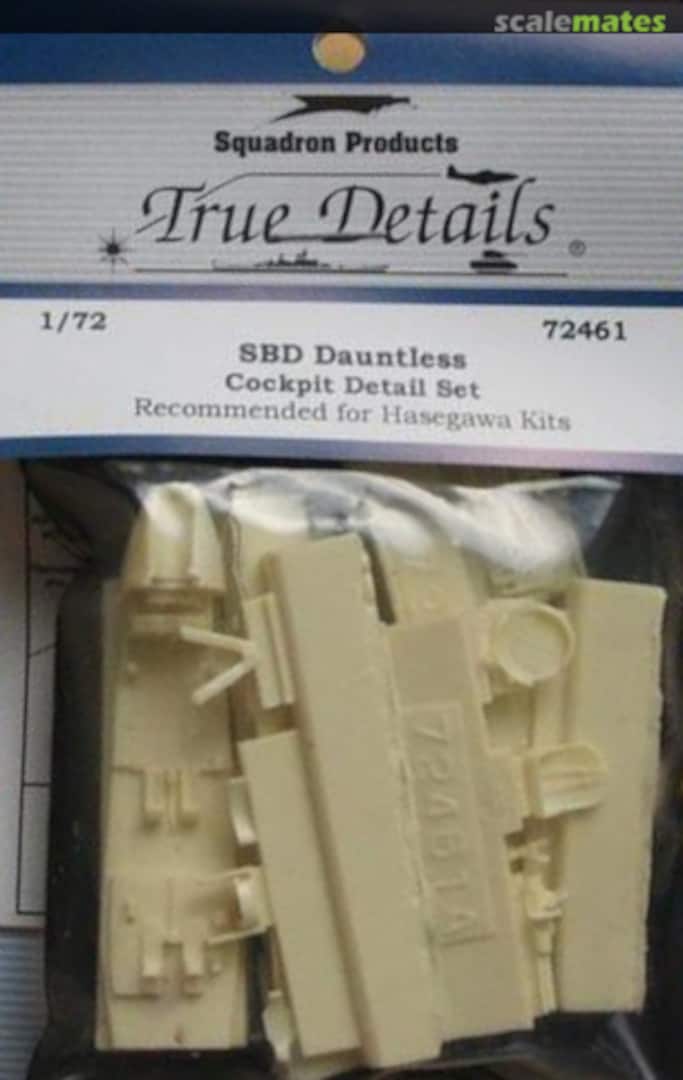 scalemates
Squadron Products
True Details ®
1/72
72461
SBD Dauntless
Cockpit Detail Set
Recommended for Hasegawa Kits
72461A